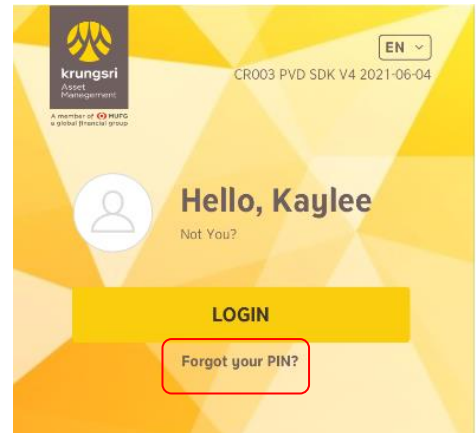 krungsri
Asset
Management
A member of MUFG
a global financial group
EN
CR003 PVD SDK V4 2021-06-04
Hello, Kaylee
Not You?
LOGIN
Forgot your PIN?